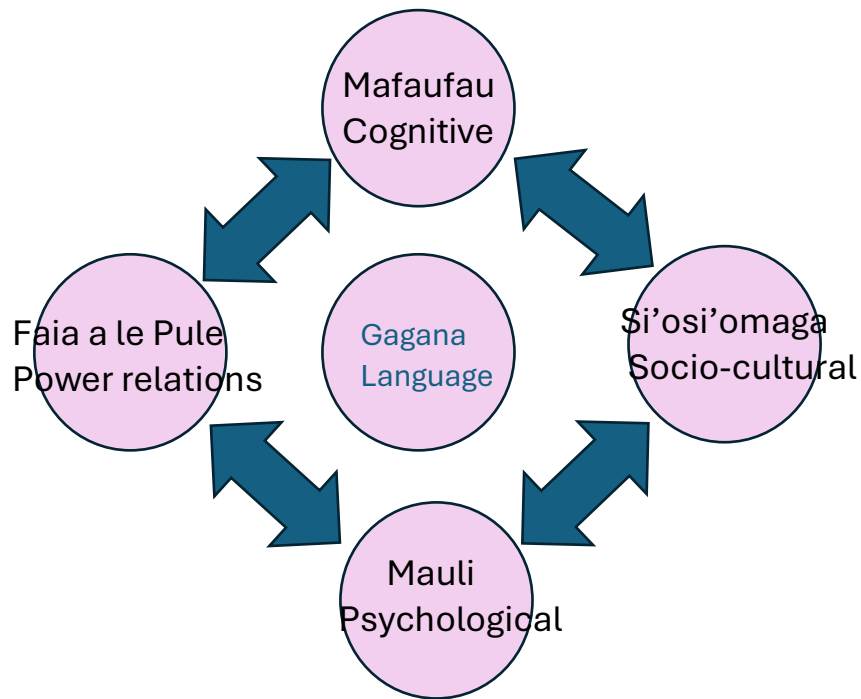 Mafaufau
Cognitive
Faia a le Pule
Power relations
Gagana
Language
Si’osi’omaga
Socio-cultural
Mauli
Psychological